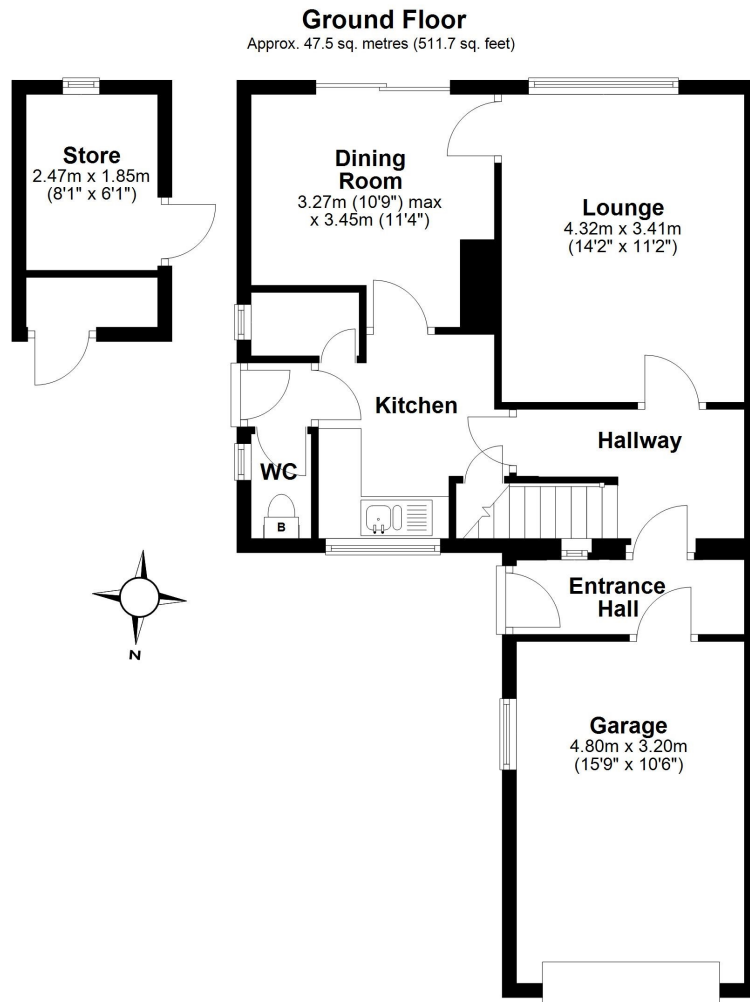 Ground Floor
Approx. 47.5 sq. metres (511.7 sq. feet)
Store
2.47m x 1.85m
(8'1" x 6'1")
Dining
Room
3.27m (10'9") max
x 3.45m (11'4")
Lounge
4.32m x 3.41m
(14'2" x 11'2")
Kitchen
Hallway
WC
B
Entrance
Hall
N
Garage
4.80m x 3.20m
(15'9" x 10'6")